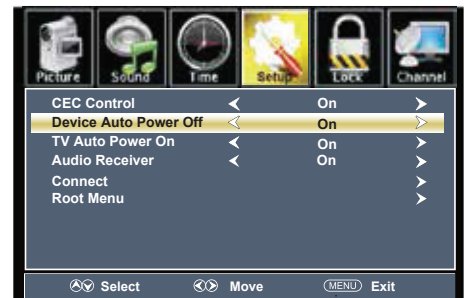 Picture Sound Time Setup Lock Channel
CEC Control On
Device Auto Power Off On
TV Auto Power On On
Audio Receiver On
Connect
Root Menu
Select Move MENU Exit